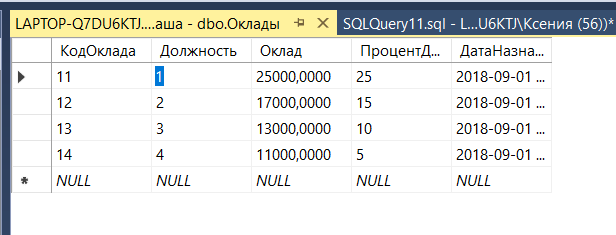 LAPTOP-Q7DU6KTJ....аша - dbo.Оклады SQLQuery11.sql - L...U6KTJ\Ксения (56))*
КодОклада Должность Оклад ПроцентД... ДатаНазна...
11 1 25000,0000 25 2018-09-01 ...
12 2 17000,0000 15 2018-09-01 ...
13 3 13000,0000 10 2018-09-01 ...
14 4 11000,0000 5 2018-09-01 ...
NULL NULL NULL NULL NULL